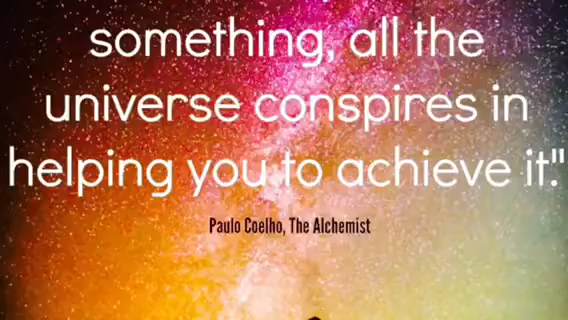 something, all the
universe conspires in
helping you to achieve it."
Paulo Coelho, The Alchemist